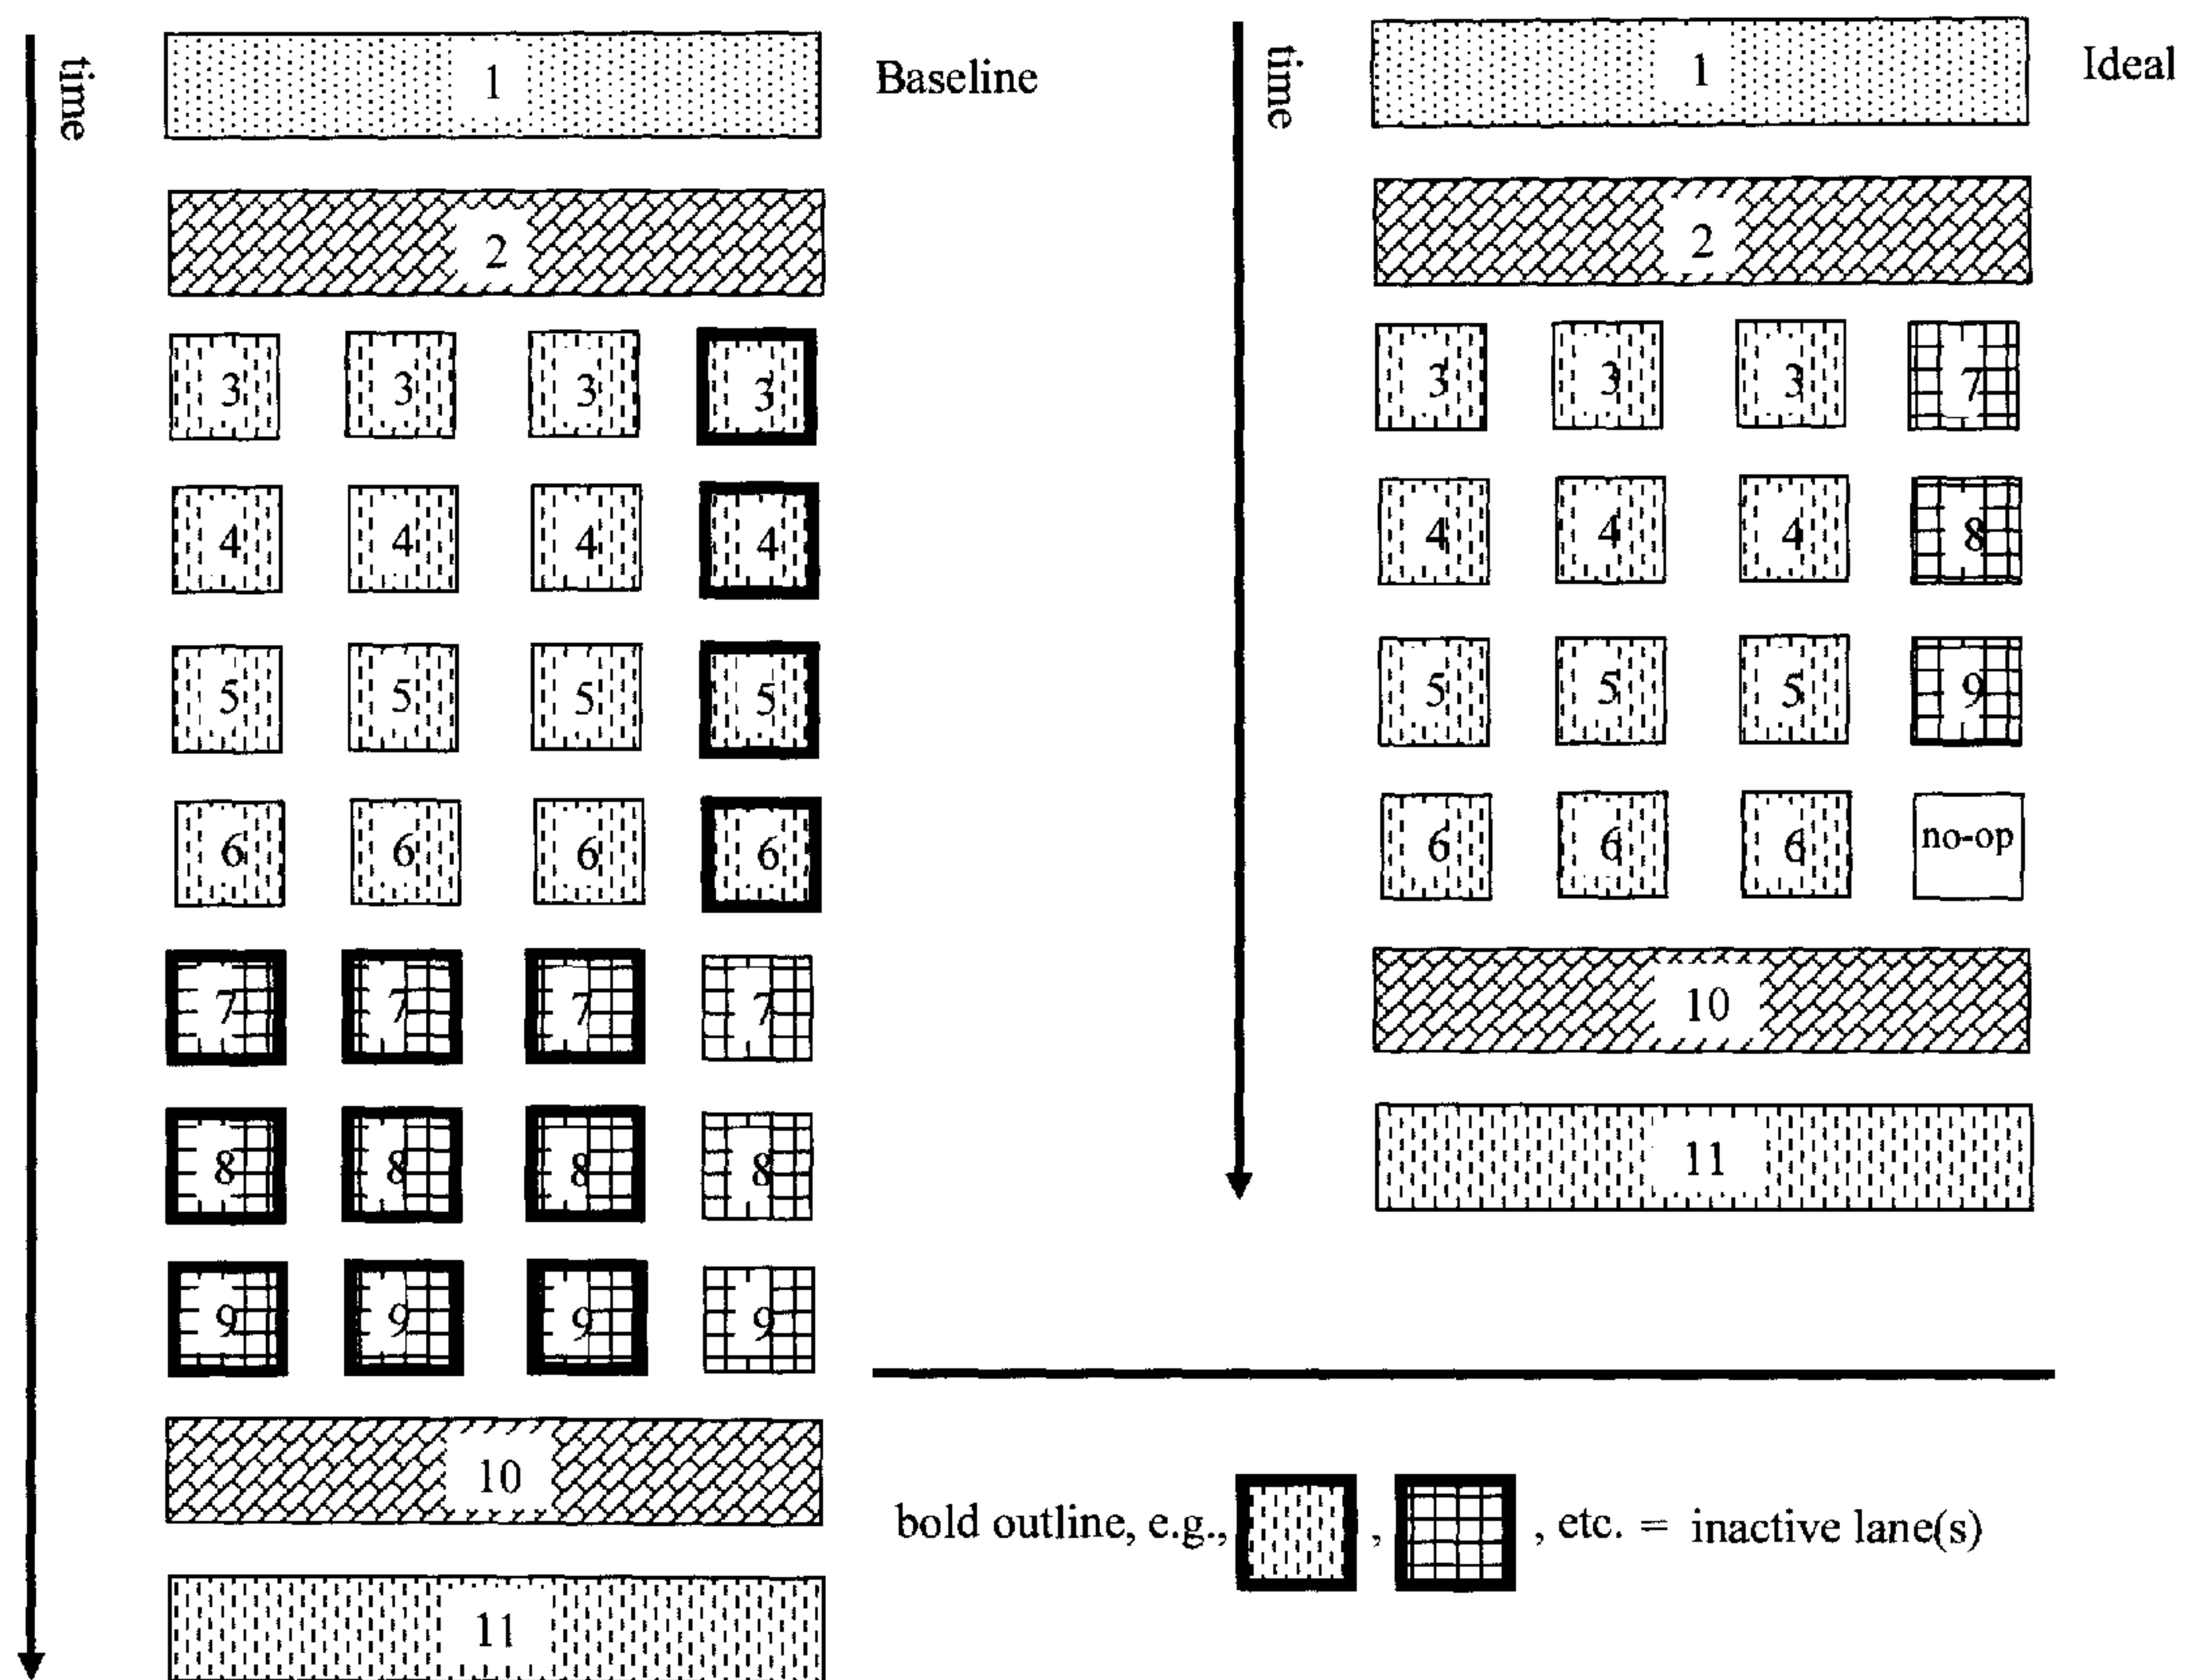 time
1
Baseline
2
3 3 3 3
4 4 4 4
5 5 5 5
6 6 6 6
7 7 7 7
8 8 8 8
9 9 9 9
10
11
time
1
Ideal
2
3 3 3 7
4 4 4 8
5 5 5 9
6 6 6 no-op
10
11
bold outline, e.g., , , etc. = inactive lane(s)